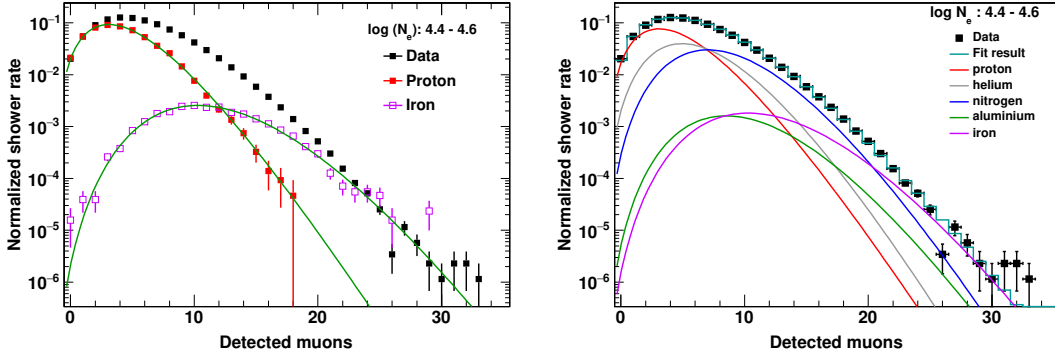 log (Nₑ): 4.4 - 4.6
Data
Proton
Iron
Normalized shower rate
10⁻¹
10⁻²
10⁻³
10⁻⁴
10⁻⁵
10⁻⁶
0 10 20 30
Detected muons
log Nₑ : 4.4 - 4.6
Data
Fit result
proton
helium
nitrogen
aluminium
iron
Normalized shower rate
10⁻¹
10⁻²
10⁻³
10⁻⁴
10⁻⁵
10⁻⁶
0 10 20 30
Detected muons